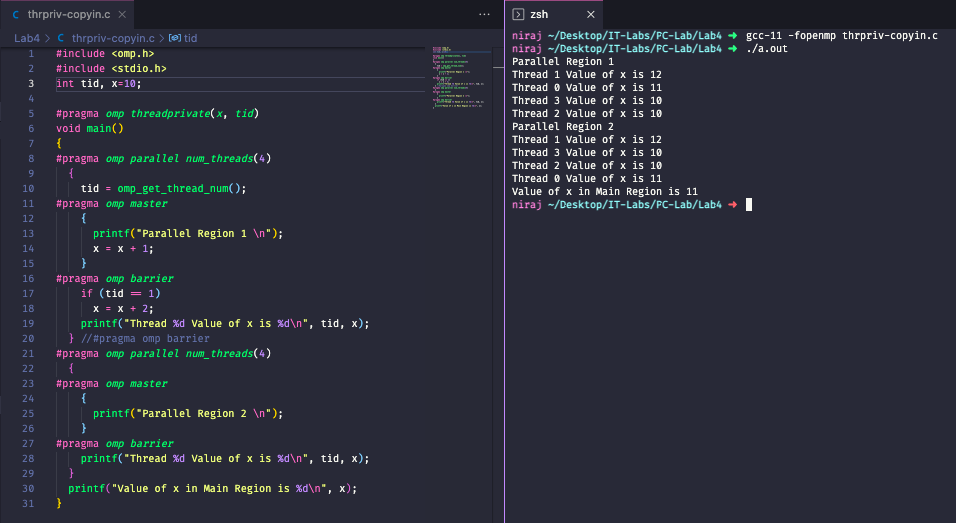 thrpriv-copyin.c
Lab4 > C thrpriv-copyin.c > tid
1 #include <omp.h>
2 #include <stdio.h>
3 int tid, x=10;
4
5 #pragma omp threadprivate(x, tid)
6 void main()
7 {
8 #pragma omp parallel num_threads(4)
9 {
10 tid = omp_get_thread_num();
11 #pragma omp master
12 {
13 printf("Parallel Region 1 \n");
14 x = x + 1;
15 }
16 #pragma omp barrier
17 if (tid == 1)
18 x = x + 2;
19 printf("Thread %d Value of x is %d\n", tid, x);
20 } //#pragma omp barrier
21 #pragma omp parallel num_threads(4)
22 {
23 #pragma omp master
24 {
25 printf("Parallel Region 2 \n");
26 }
27 #pragma omp barrier
28 printf("Thread %d Value of x is %d\n", tid, x);
29 }
30 printf("Value of x in Main Region is %d\n", x);
31 }
zsh
niraj ~/Desktop/IT-Labs/PC-Lab/Lab4 → gcc-11 -fopenmp thrpriv-copyin.c
niraj ~/Desktop/IT-Labs/PC-Lab/Lab4 → ./a.out
Parallel Region 1
Thread 1 Value of x is 12
Thread 0 Value of x is 11
Thread 3 Value of x is 10
Thread 2 Value of x is 10
Parallel Region 2
Thread 1 Value of x is 12
Thread 3 Value of x is 10
Thread 2 Value of x is 10
Thread 0 Value of x is 11
Value of x in Main Region is 11
niraj ~/Desktop/IT-Labs/PC-Lab/Lab4 →